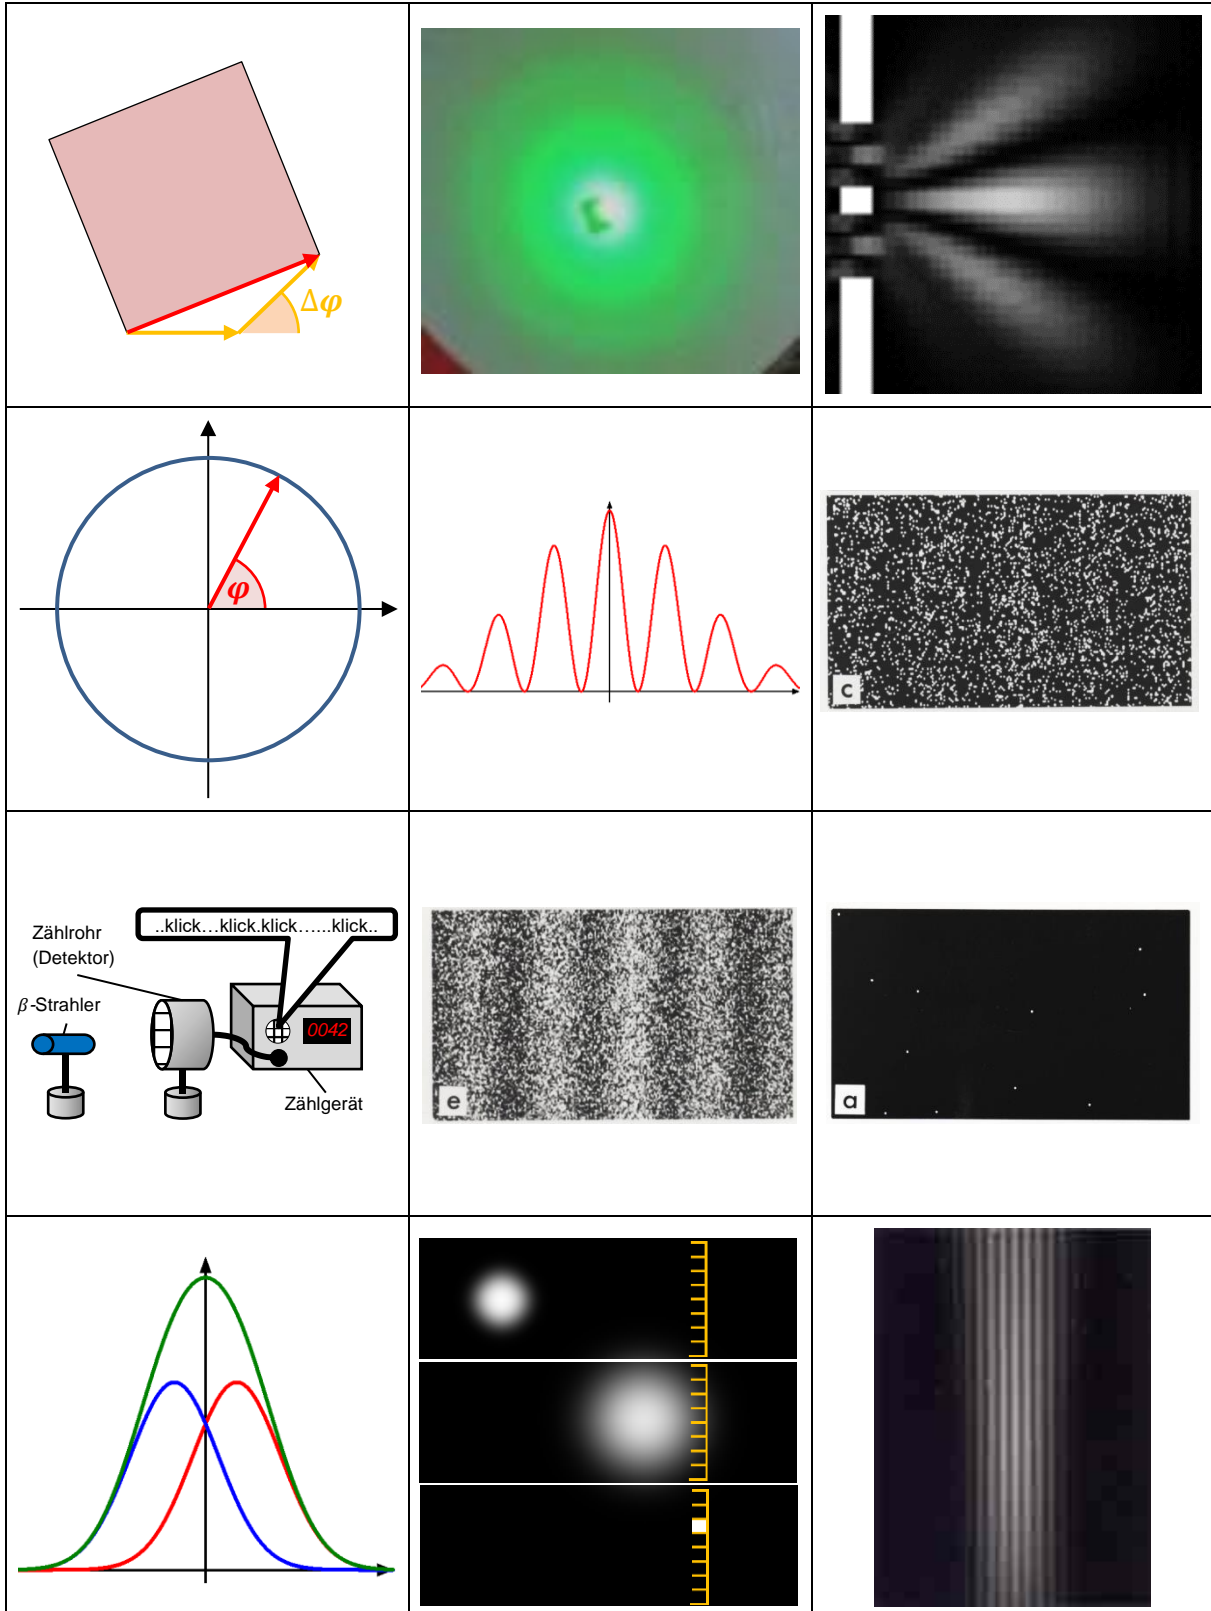 Δφ
φ
c
..klick…klick.klick…...klick..
Zählrohr
(Detektor)
β-Strahler
0042
Zählgerät
e
a